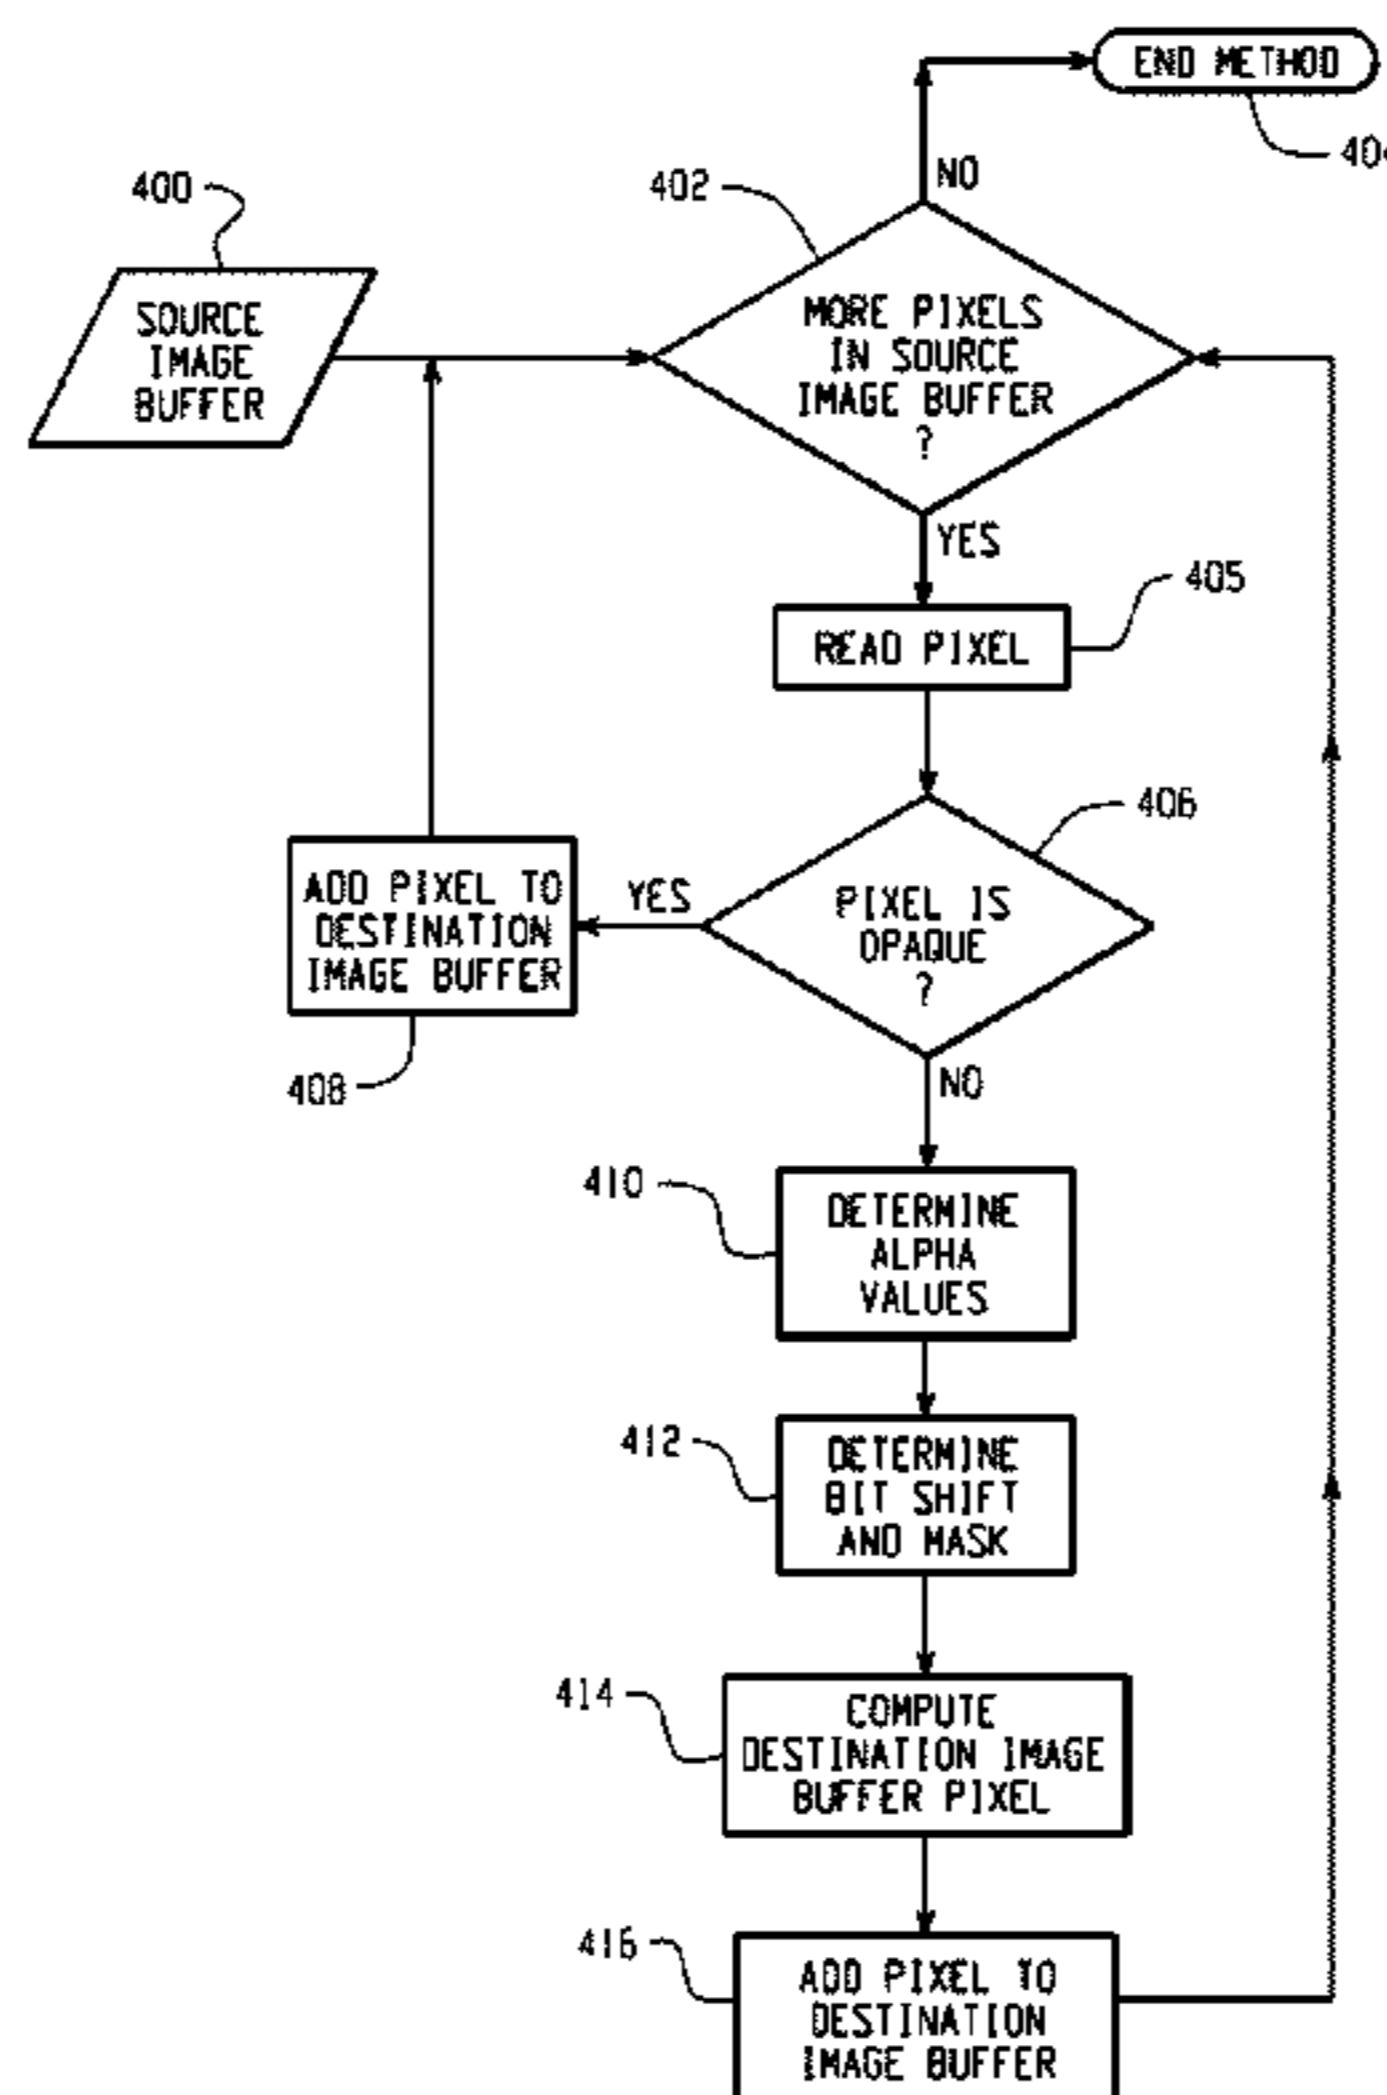 END METHOD
404
NO
402
400
SOURCE
IMAGE
BUFFER
MORE PIXELS
IN SOURCE
IMAGE BUFFER
?
YES
405
READ PIXEL
406
ADD PIXEL TO
DESTINATION
IMAGE BUFFER
YES
PIXEL IS
OPAQUE
?
408
NO
410
DETERMINE
ALPHA
VALUES
412
DETERMINE
BIT SHIFT
AND MASK
414
COMPUTE
DESTINATION IMAGE
BUFFER PIXEL
416
ADD PIXEL TO
DESTINATION
IMAGE BUFFER